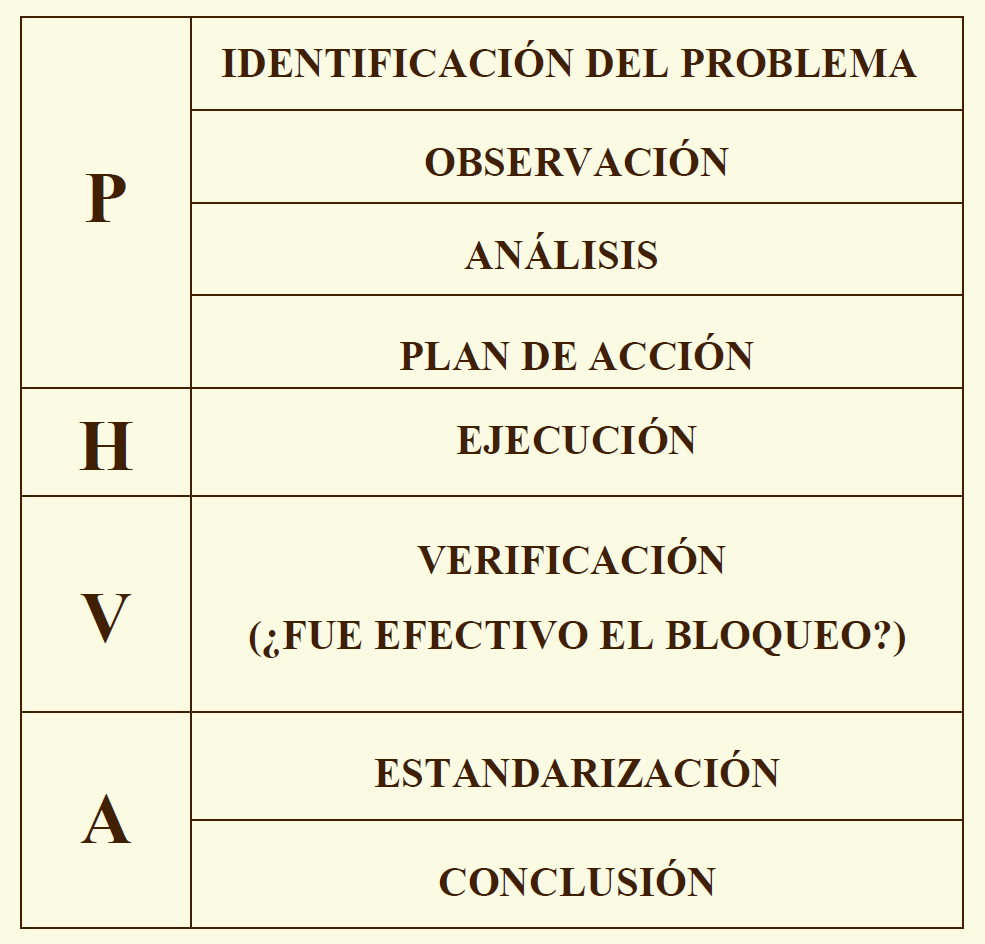 P
IDENTIFICACIÓN DEL PROBLEMA
OBSERVACIÓN
ANÁLISIS
PLAN DE ACCIÓN
H
EJECUCIÓN
V
VERIFICACIÓN
(¿FUE EFECTIVO EL BLOQUEO?)
A
ESTANDARIZACIÓN
CONCLUSIÓN